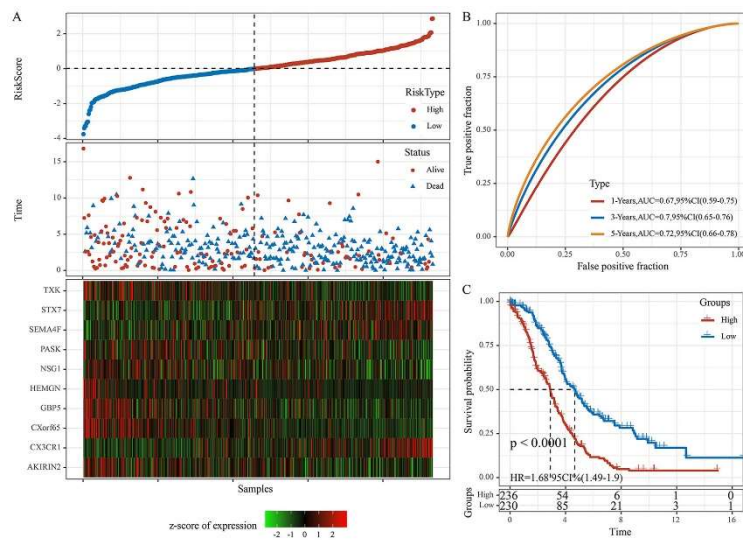 A
RiskScore
2
0
-2
-4
RiskType
High
Low
Time
15
10
5
0
Status
Alive
Dead
TXK
STX7
SEMA4F
PASK
NSG1
HEMGN
GBP5
CXorf65
CX3CR1
AKIRIN2
Samples
z-score of expression
-2 -1 0 1 2
B
True positive fraction
1.00
0.75
0.50
0.25
0.00
Type
1-Years,AUC=0.67,95%CI(0.59-0.75)
3-Years,AUC=0.7,95%CI(0.65-0.76)
5-Years,AUC=0.72,95%CI(0.66-0.78)
0.00 0.25 0.50 0.75 1.00
False positive fraction
C
Survival probability
1.00
0.75
0.50
0.25
0.00
Groups
High
Low
p < 0.0001
HR=1.68 95CI%(1.49-1.9)
Groups
High 236 54 6 1 0
Low 230 85 21 3 1
0 4 8 12 16
Time